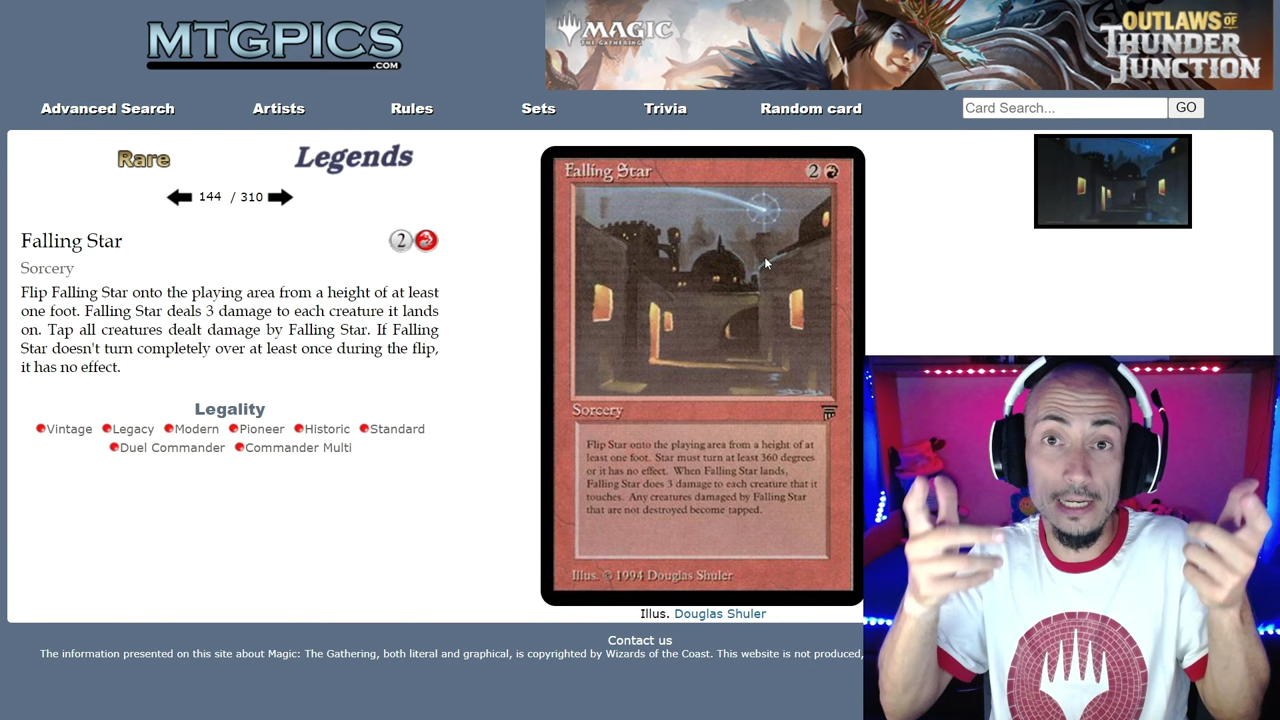 MTGPICS
.COM
MAGIC
THE GATHERING
OUTLAWS OF
THUNDER
JUNCTION
Advanced Search
Artists
Rules
Sets
Trivia
Random card
Card Search...
GO
Rare
Legends
144 / 310
Falling Star
2
Sorcery
Flip Falling Star onto the playing area from a height of at least
one foot. Falling Star deals 3 damage to each creature it lands
on. Tap all creatures dealt damage by Falling Star. If Falling
Star doesn't turn completely over at least once during the flip,
it has no effect.
Legality
Vintage Legacy Modern Pioneer Historic Standard
Duel Commander Commander Multi
Falling Star
2
Sorcery
Flip Star onto the playing area from a height of at
least one foot. Star must turn at least 360 degrees
or it has no effect. When Falling Star lands,
Falling Star does 3 damage to each creature that it
touches. Any creatures damaged by Falling Star
that are not destroyed become tapped.
Illus. © 1994 Douglas Shuler
Illus. Douglas Shuler
Contact us
The information presented on this site about Magic: The Gathering, both literal and graphical, is copyrighted by Wizards of the Coast. This website is not produced,